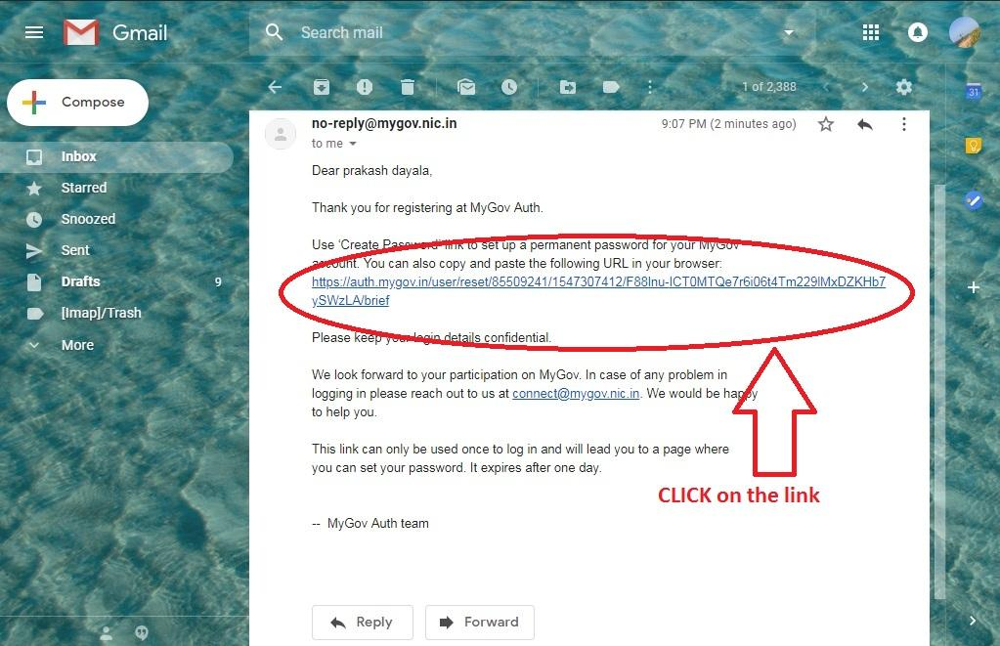 Gmail
Search mail
Compose
1 of 2,388
31
Inbox
Starred
Snoozed
Sent
Drafts 9
[Imap]/Trash
More
no-reply@mygov.nic.in 9:07 PM (2 minutes ago)
to me
Dear prakash dayala,
Thank you for registering at MyGov Auth.
Use 'Create Password' link to set up a permanent password for your MyGov
account. You can also copy and paste the following URL in your browser:
https://auth.mygov.in/user/reset/85509241/1547307412/F88lnu-ICT0MTQe7r6i06t4Tm229lMxDZKHb7
ySWzLA/brief
Please keep your login details confidential.
We look forward to your participation on MyGov. In case of any problem in
logging in please reach out to us at connect@mygov.nic.in. We would be happy
to help you.
This link can only be used once to log in and will lead you to a page where
you can set your password. It expires after one day.
CLICK on the link
-- MyGov Auth team
Reply Forward